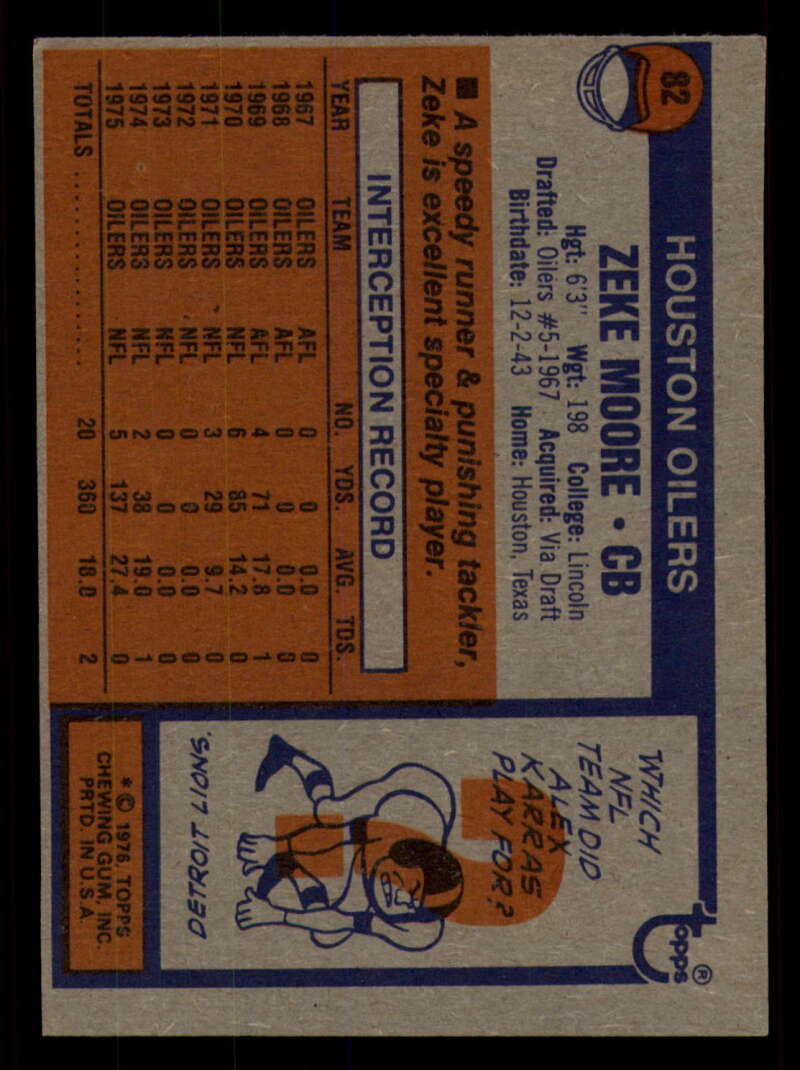 82
HOUSTON OILERS
ZEKE MOORE • CB
Hgt: 6'3" Wgt: 198 College: Lincoln
Drafted: Oilers #5-1967 Acquired: Via Draft
Birthdate: 12-2-43 Home: Houston, Texas
■ A speedy runner & punishing tackler,
Zeke is excellent specialty player.
INTERCEPTION RECORD
YEAR TEAM NO. YDS. AVG. TDS.
1967 OILERS AFL 0 0 0.0 0
1968 OILERS AFL 0 0 0.0 0
1969 OILERS AFL 4 71 17.8 1
1970 OILERS NFL 6 85 14.2 0
1971 OILERS NFL 3 29 9.7 0
1972 OILERS NFL 0 0 0.0 0
1973 OILERS NFL 0 0 0.0 0
1974 OILERS NFL 2 38 19.0 1
1975 OILERS NFL 5 137 27.4 0
TOTALS .................... 20 360 18.0 2
topps®
WHICH
NFL
TEAM DID
ALEX
KARRAS
PLAY FOR?
?
DETROIT LIONS.
* © 1976, TOPPS
CHEWING GUM, INC.
PRTD. IN U.S.A.